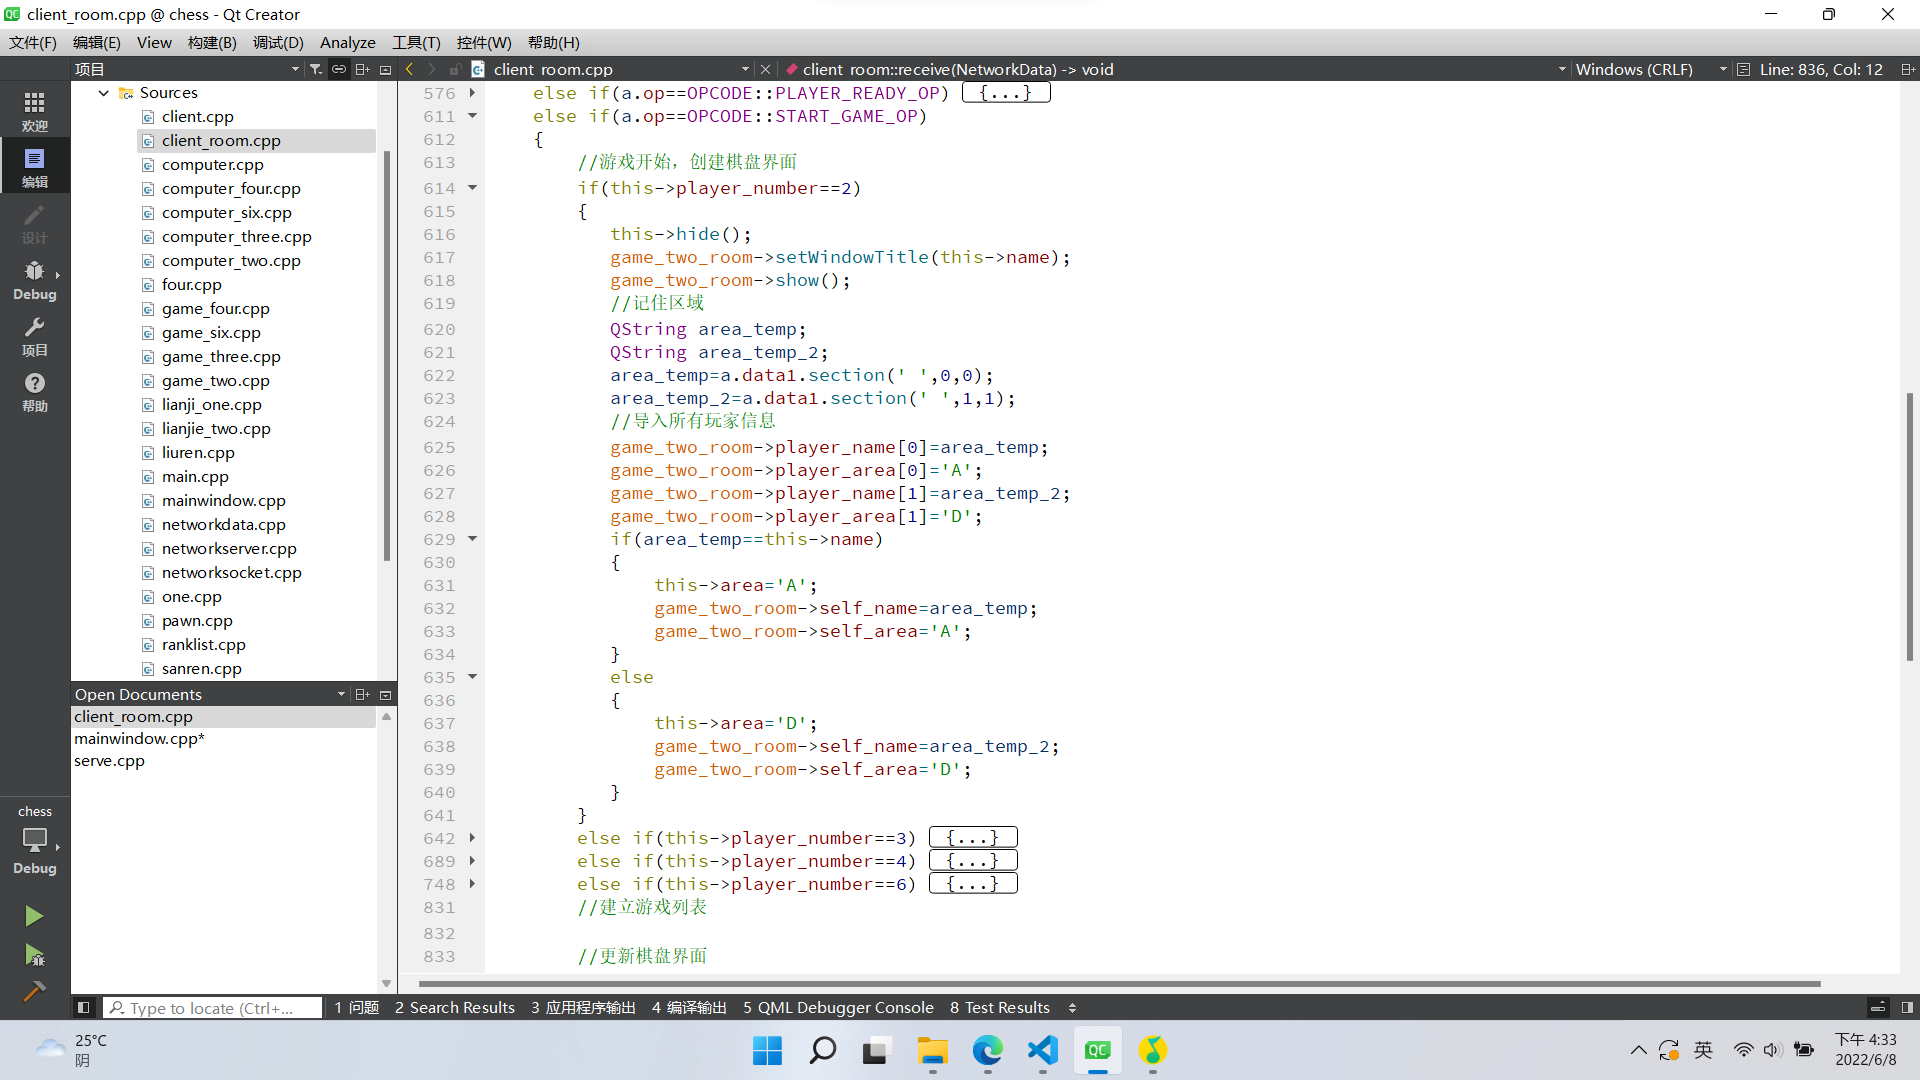 client_room.cpp @ chess - Qt Creator
文件(F) 编辑(E) View 构建(B) 调试(D) Analyze 工具(T) 控件(W) 帮助(H)
项目
client_room.cpp
client_room::receive(NetworkData) -> void
Windows (CRLF)
Line: 836, Col: 12
欢迎
编辑
设计
Debug
项目
帮助
chess
Debug
Sources
client.cpp
client_room.cpp
computer.cpp
computer_four.cpp
computer_six.cpp
computer_three.cpp
computer_two.cpp
four.cpp
game_four.cpp
game_six.cpp
game_three.cpp
game_two.cpp
lianji_one.cpp
lianjie_two.cpp
liuren.cpp
main.cpp
mainwindow.cpp
networkdata.cpp
networkserver.cpp
networksocket.cpp
one.cpp
pawn.cpp
ranklist.cpp
sanren.cpp
Open Documents
client_room.cpp
mainwindow.cpp*
serve.cpp
576 else if(a.op==OPCODE::PLAYER_READY_OP) {...}
611 else if(a.op==OPCODE::START_GAME_OP)
612 {
613 //游戏开始，创建棋盘界面
614 if(this->player_number==2)
615 {
616 this->hide();
617 game_two_room->setWindowTitle(this->name);
618 game_two_room->show();
619 //记住区域
620 QString area_temp;
621 QString area_temp_2;
622 area_temp=a.data1.section(' ',0,0);
623 area_temp_2=a.data1.section(' ',1,1);
624 //导入所有玩家信息
625 game_two_room->player_name[0]=area_temp;
626 game_two_room->player_area[0]='A';
627 game_two_room->player_name[1]=area_temp_2;
628 game_two_room->player_area[1]='D';
629 if(area_temp==this->name)
630 {
631 this->area='A';
632 game_two_room->self_name=area_temp;
633 game_two_room->self_area='A';
634 }
635 else
636 {
637 this->area='D';
638 game_two_room->self_name=area_temp_2;
639 game_two_room->self_area='D';
640 }
641 }
642 else if(this->player_number==3) {...}
689 else if(this->player_number==4) {...}
748 else if(this->player_number==6) {...}
831 //建立游戏列表
832
833 //更新棋盘界面
Type to locate (Ctrl+...
1 问题 2 Search Results 3 应用程序输出 4 编译输出 5 QML Debugger Console 8 Test Results
25°C
阴
QC
英
下午 4:33
2022/6/8